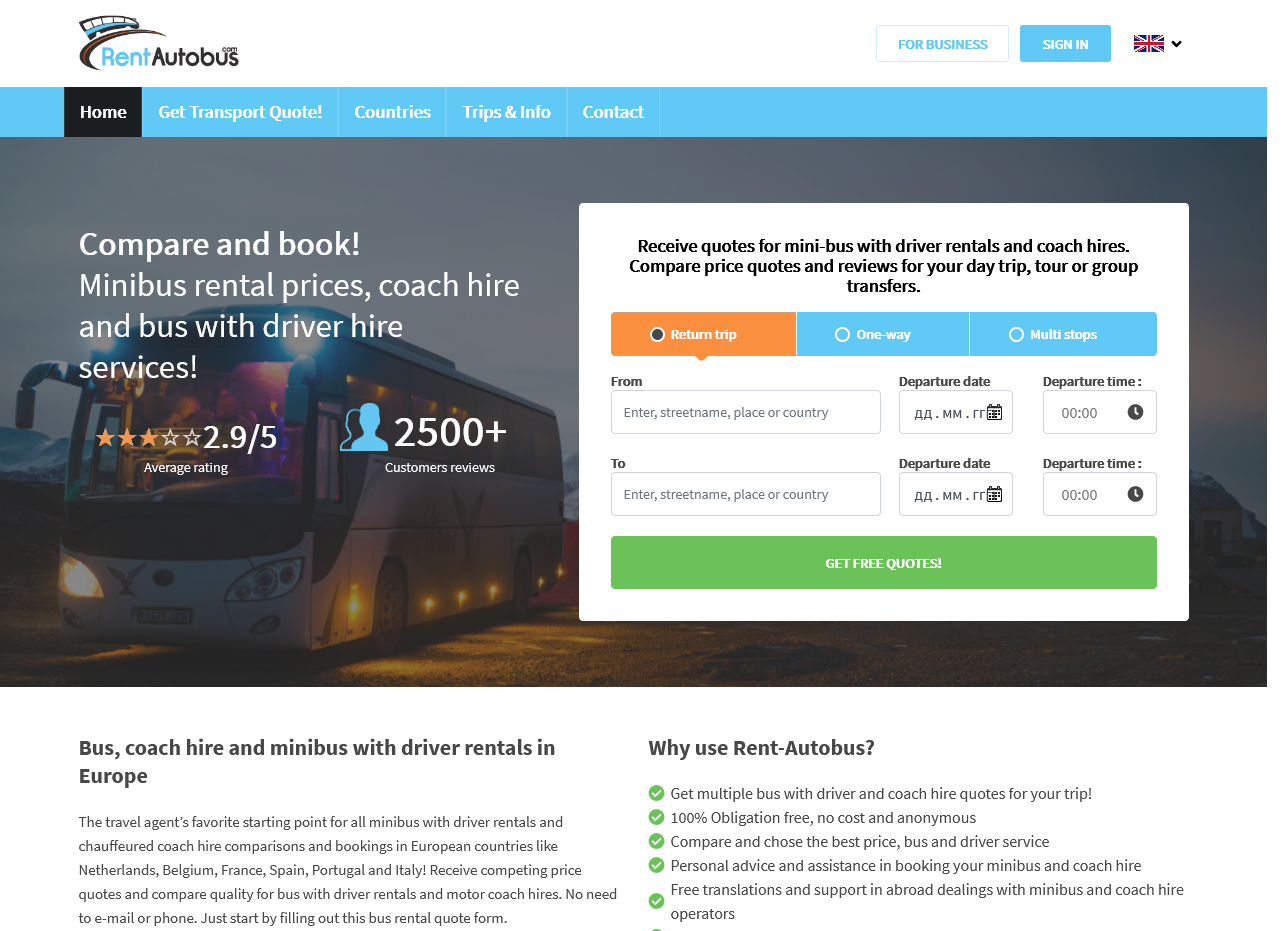 RentAutobus.com
FOR BUSINESS
SIGN IN
Home
Get Transport Quote!
Countries
Trips & Info
Contact
Compare and book!
Minibus rental prices, coach hire
and bus with driver hire
services!
2.9/5
Average rating
2500+
Customers reviews
Receive quotes for mini-bus with driver rentals and coach hires.
Compare price quotes and reviews for your day trip, tour or group
transfers.
Return trip
One-way
Multi stops
From
Departure date
Departure time :
Enter, streetname, place or country
дд.мм.гг
00:00
To
Departure date
Departure time :
Enter, streetname, place or country
дд.мм.гг
00:00
GET FREE QUOTES!
Bus, coach hire and minibus with driver rentals in
Europe
The travel agent's favorite starting point for all minibus with driver rentals and
chauffeured coach hire comparisons and bookings in European countries like
Netherlands, Belgium, France, Spain, Portugal and Italy! Receive competing price
quotes and compare quality for bus with driver rentals and motor coach hires. No need
to e-mail or phone. Just start by filling out this bus rental quote form.
Why use Rent-Autobus?
Get multiple bus with driver and coach hire quotes for your trip!
100% Obligation free, no cost and anonymous
Compare and chose the best price, bus and driver service
Personal advice and assistance in booking your minibus and coach hire
Free translations and support in abroad dealings with minibus and coach hire
operators